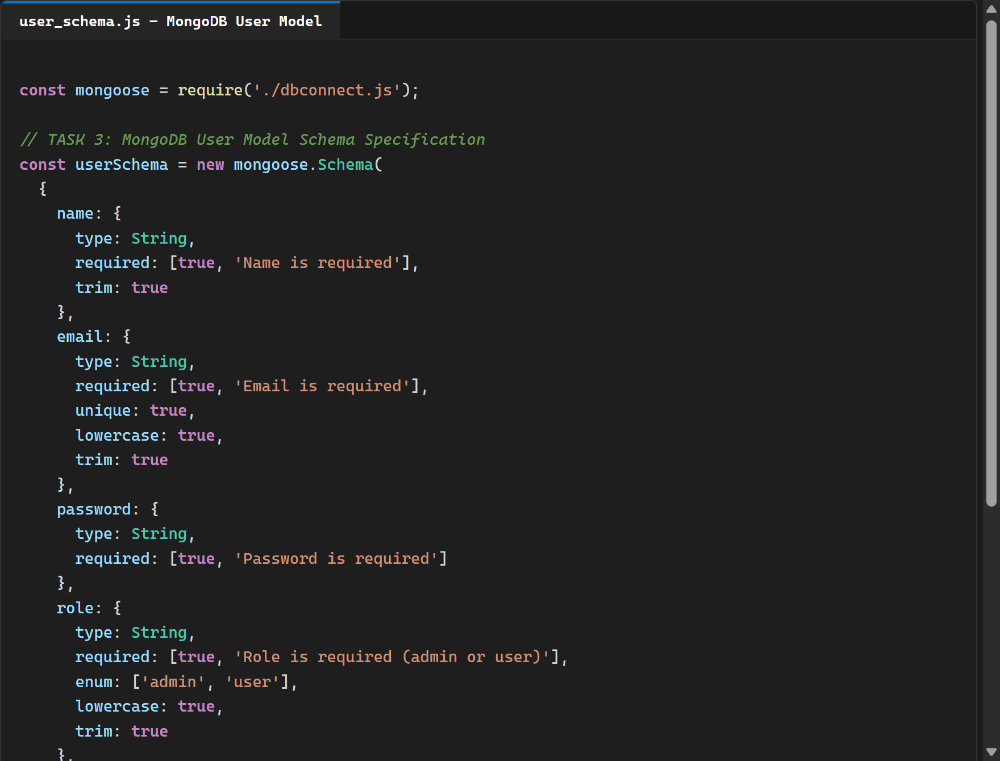 user_schema.js - MongoDB User Model
const mongoose = require('./dbconnect.js');
// TASK 3: MongoDB User Model Schema Specification
const userSchema = new mongoose.Schema(
  {
    name: {
      type: String,
      required: [true, 'Name is required'],
      trim: true
    },
    email: {
      type: String,
      required: [true, 'Email is required'],
      unique: true,
      lowercase: true,
      trim: true
    },
    password: {
      type: String,
      required: [true, 'Password is required']
    },
    role: {
      type: String,
      required: [true, 'Role is required (admin or user)'],
      enum: ['admin', 'user'],
      lowercase: true,
      trim: true
    },